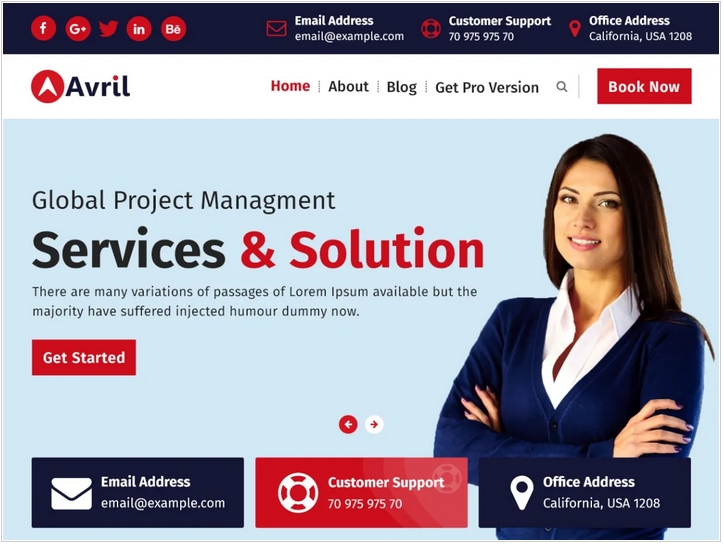 Email Address
email@example.com
Customer Support
70 975 975 70
Office Address
California, USA 1208
Avril
Home
About
Blog
Get Pro Version
Book Now
Global Project Managment
Services & Solution
There are many variations of passages of Lorem Ipsum available but the
majority have suffered injected humour dummy now.
Get Started
Email Address
email@example.com
Customer Support
70 975 975 70
Office Address
California, USA 1208